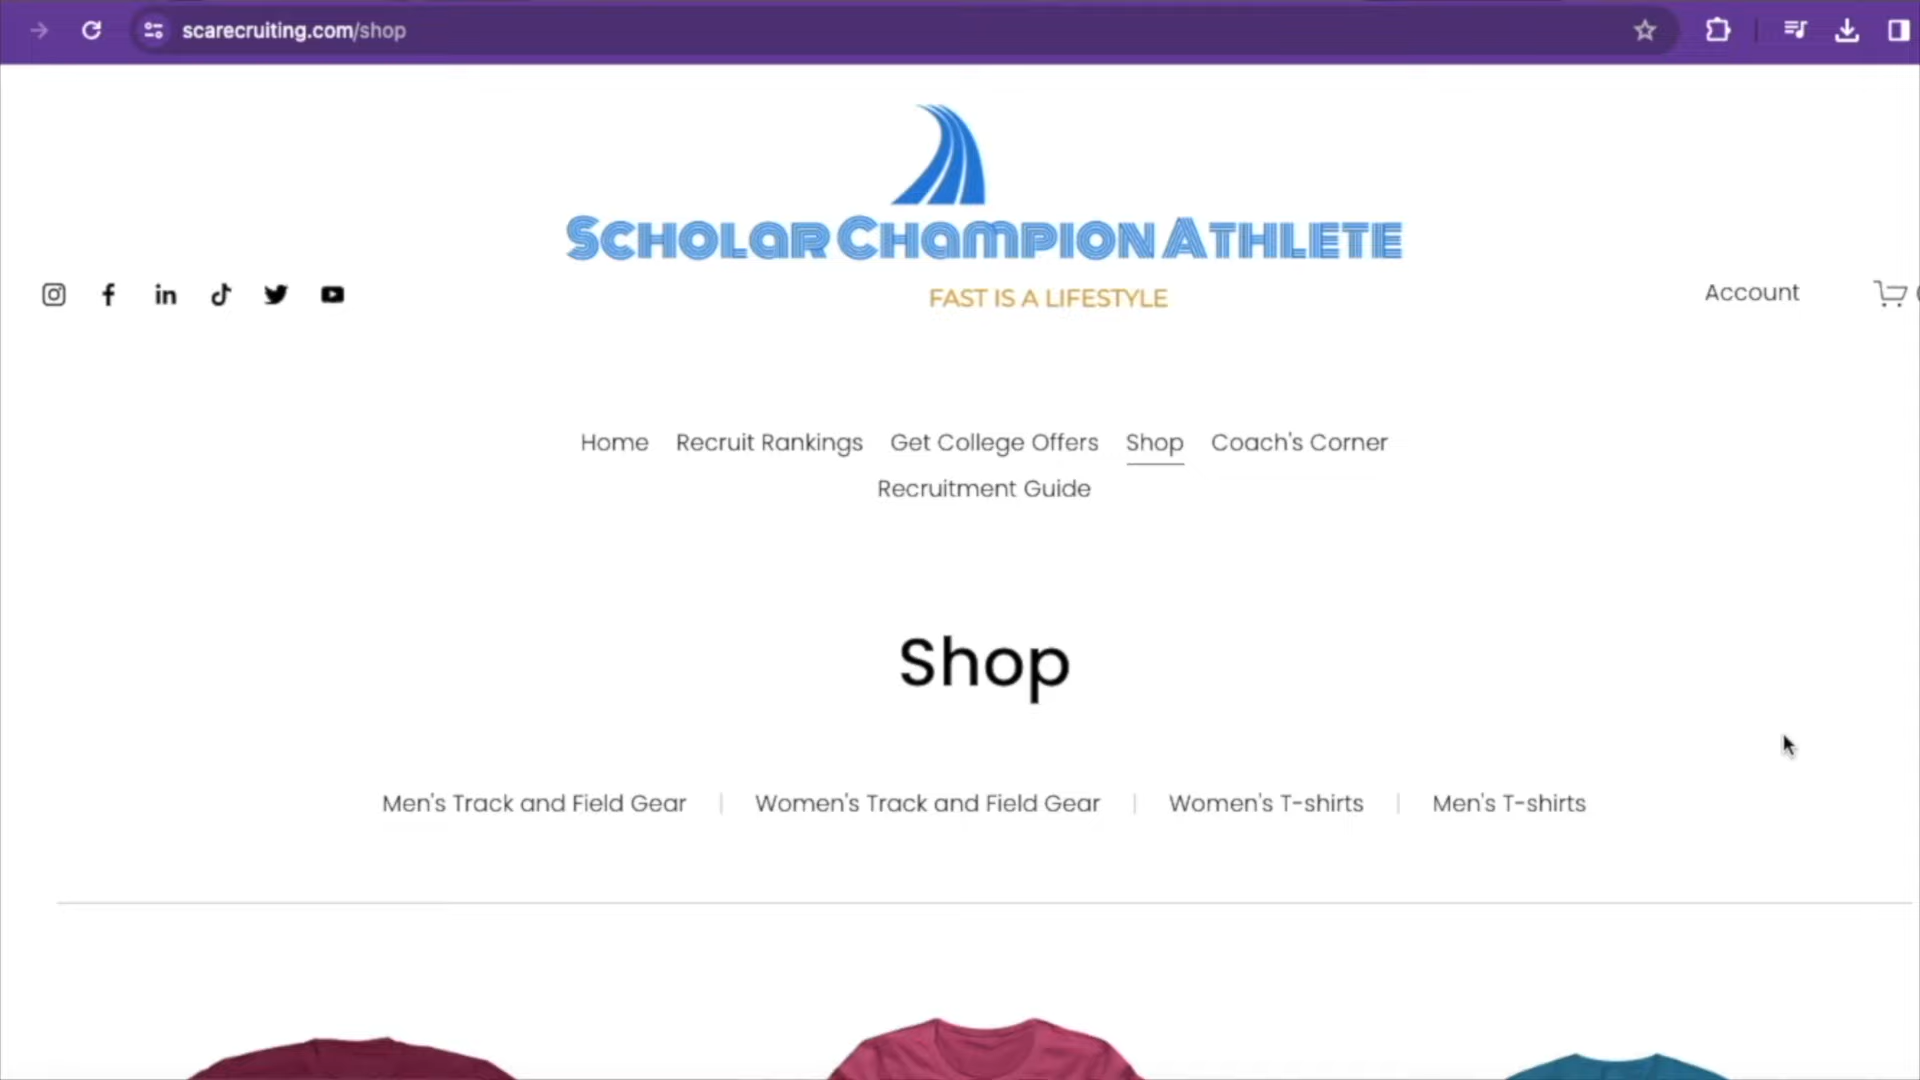 scarecruiting.com/shop
SCHOLAR CHAMPION ATHLETE
FAST IS A LIFESTYLE
Account
Home Recruit Rankings Get College Offers Shop Coach's Corner
Recruitment Guide
Shop
Men's Track and Field Gear | Women's Track and Field Gear | Women's T-shirts | Men's T-shirts